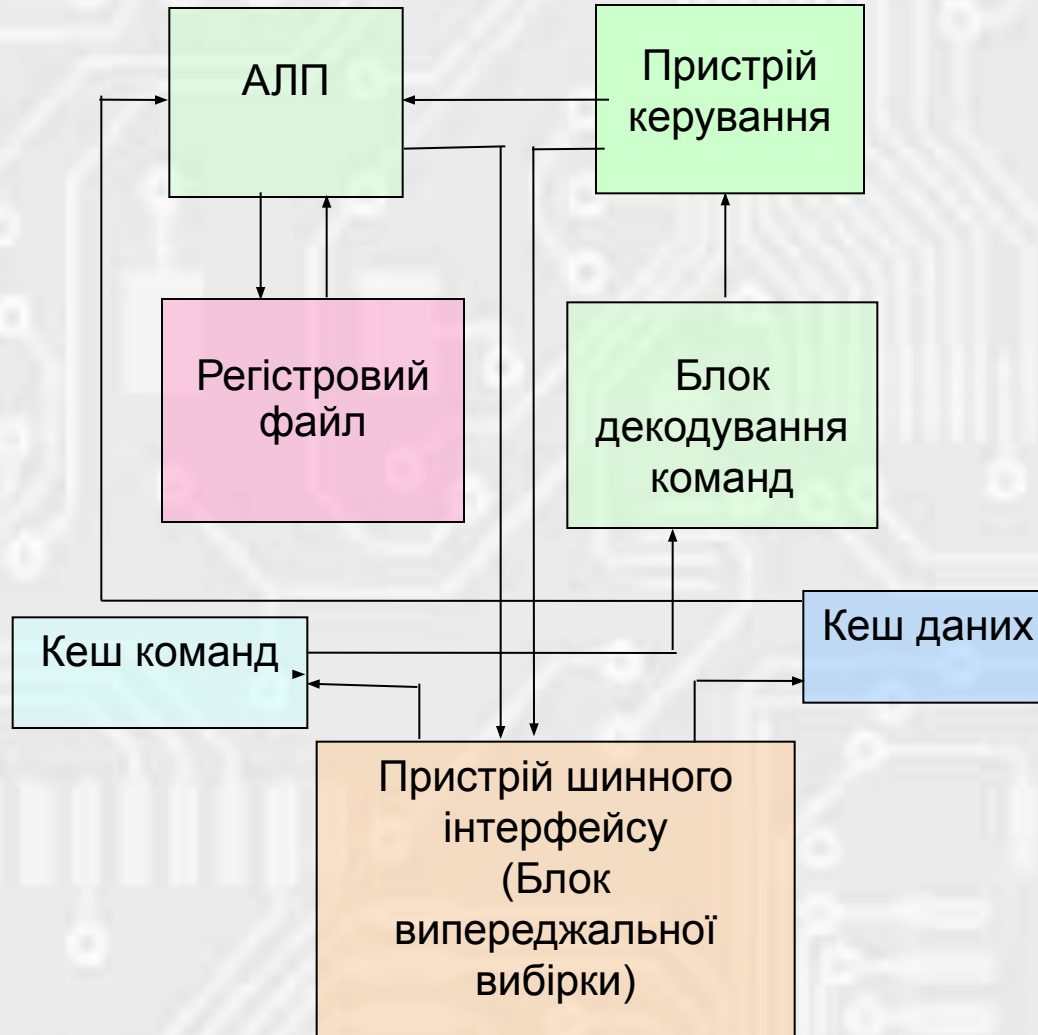 АЛП
Пристрій
керування
Регістровий
файл
Блок
декодування
команд
Кеш команд
Кеш даних
Пристрій шинного
інтерфейсу
(Блок
випереджальної
вибірки)